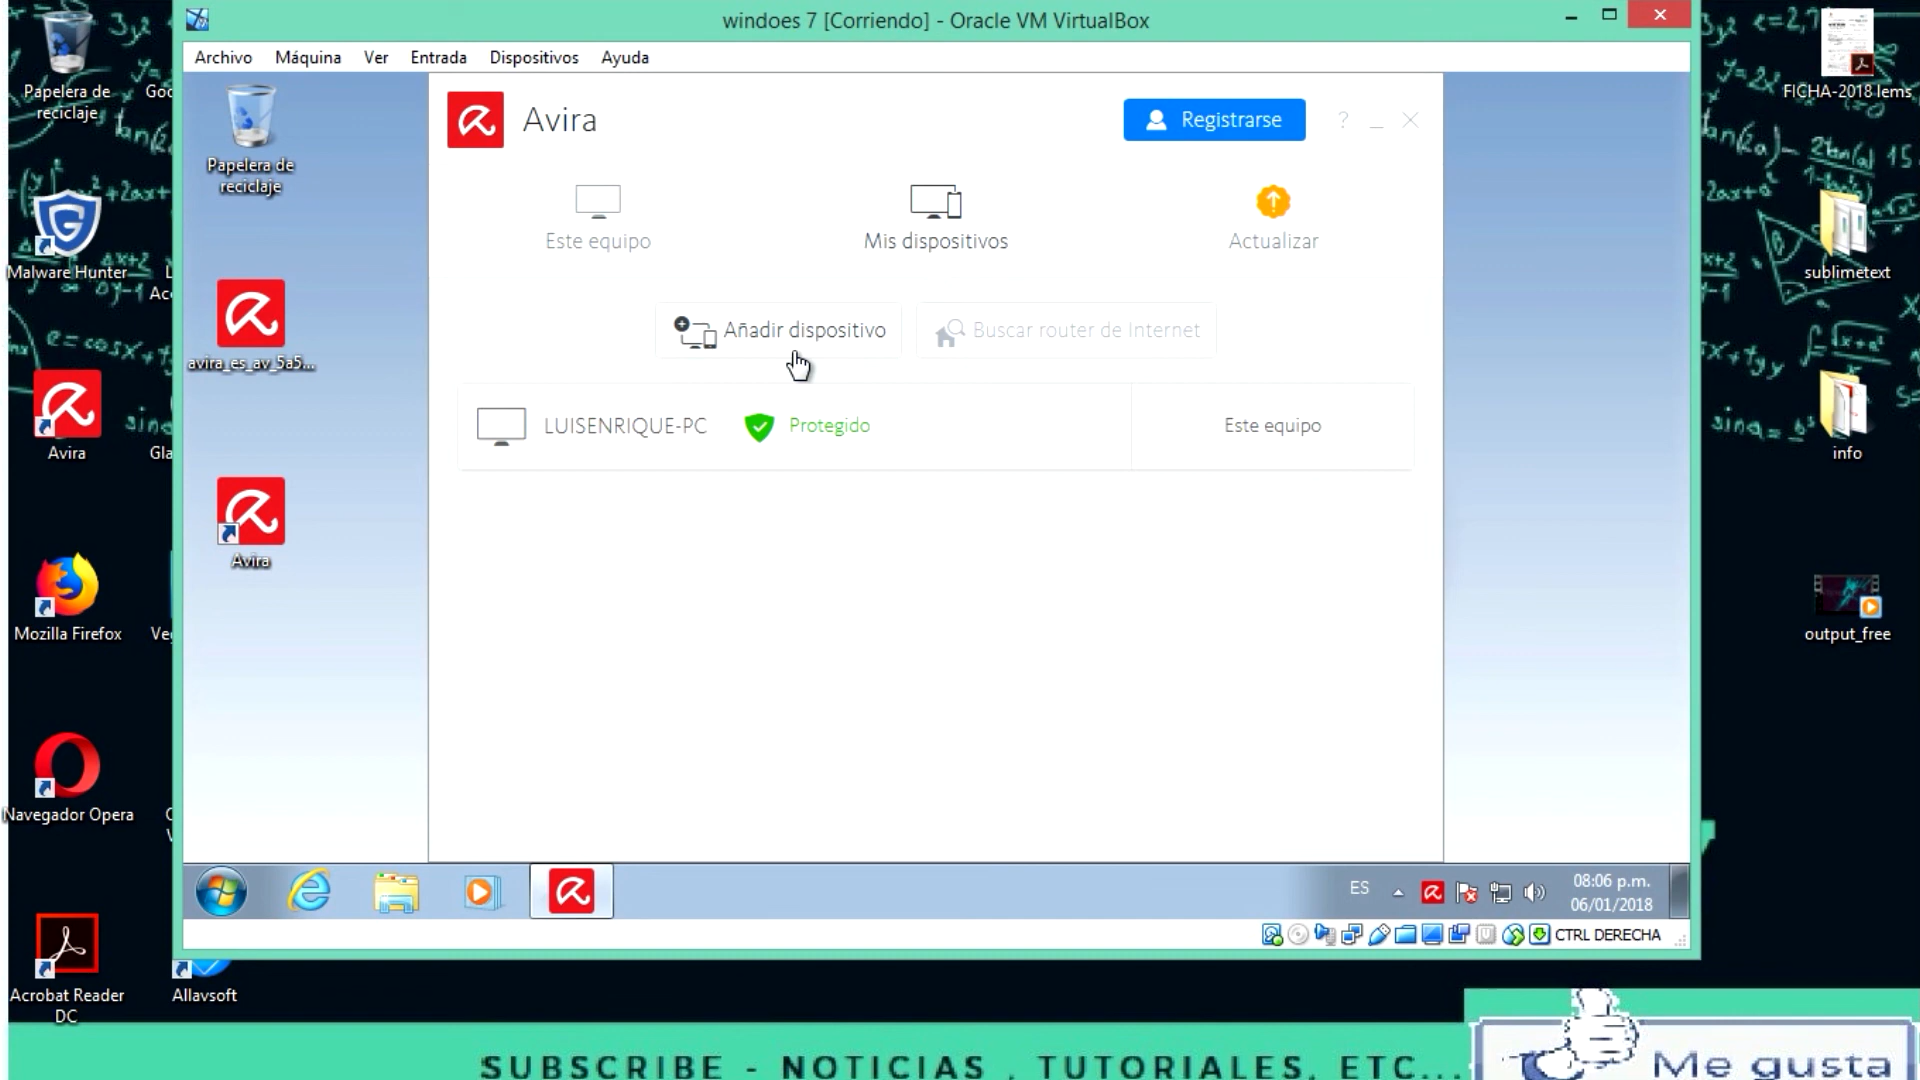 windoes 7 [Corriendo] - Oracle VM VirtualBox
Archivo Máquina Ver Entrada Dispositivos Ayuda
Papelera de
reciclaje
Malware Hunter
Avira
Mozilla Firefox
Navegador Opera
Acrobat Reader
DC
Allavsoft
Papelera de
reciclaje
avira_es_av_5a5...
Avira
Avira
Registrarse
?
Este equipo
Mis dispositivos
Actualizar
Añadir dispositivo
Buscar router de Internet
LUISENRIQUE-PC
Protegido
Este equipo
ES
08:06 p.m.
06/01/2018
CTRL DERECHA
FICHA-2018 lems
sublimetext
info
output_free
SUBSCRIBE - NOTICIAS , TUTORIALES, ETC...
Me gusta